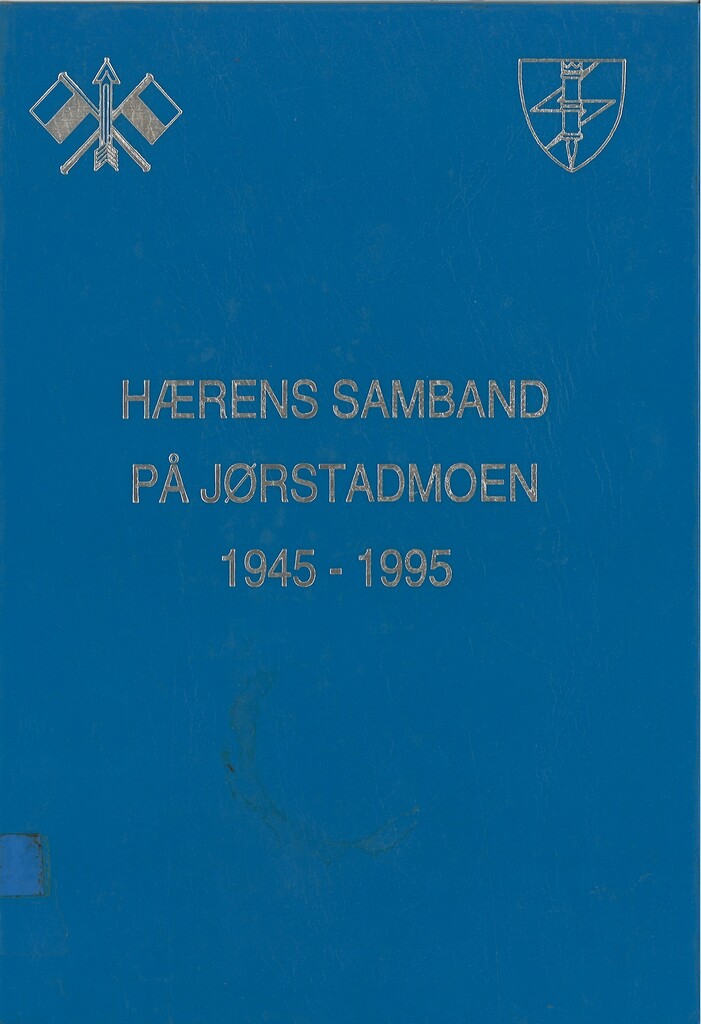 HÆRENS SAMBAND
PÅ JØRSTADMOEN
1945 - 1995